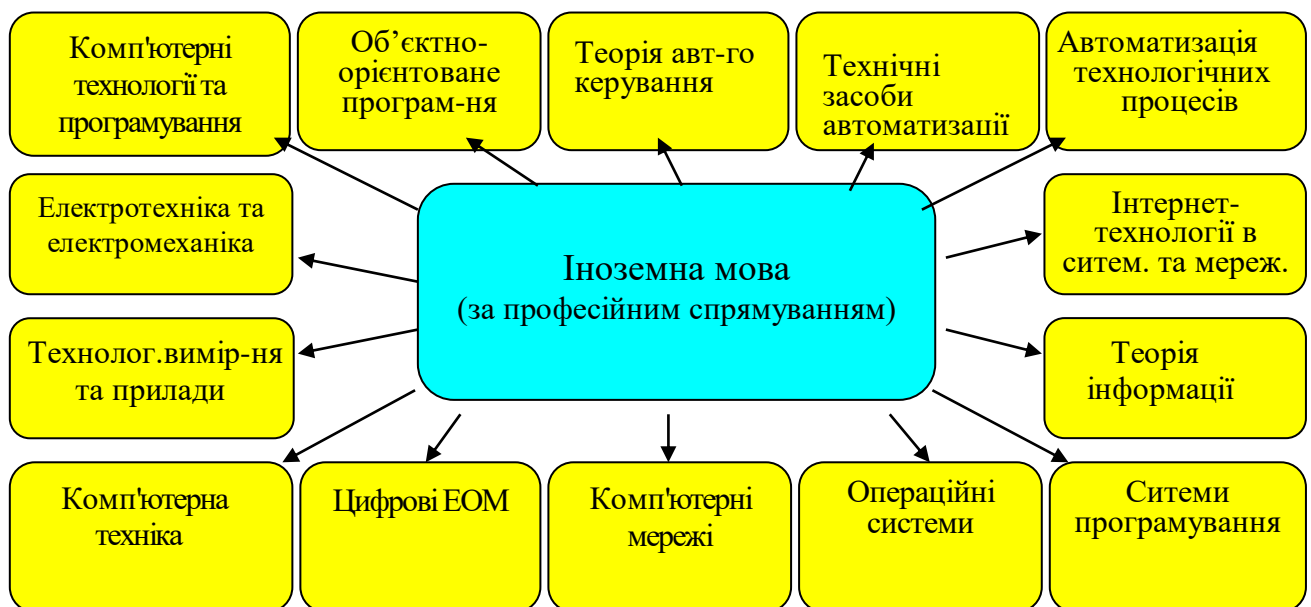 Комп'ютерні
технології та
програмування
Об’єктно-
орієнтоване
програм-ня
Теорія авт-го
керування
Технічні
засоби
автоматизації
Автоматизація
технологічних
процесів
Електротехніка та
електромеханіка
Іноземна мова
(за професійним спрямуванням)
Інтернет-
технології в
ситем. та мереж.
Технолог.вимір-ня
та прилади
Теорія
інформації
Комп'ютерна
техніка
Цифрові ЕОМ
Комп'ютерні
мережі
Операційні
системи
Ситеми
програмування